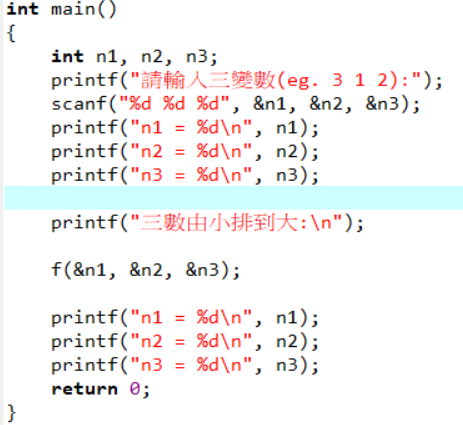 int main()
{
    int n1, n2, n3;
    printf("請輸入三變數(eg. 3 1 2):");
    scanf("%d %d %d", &n1, &n2, &n3);
    printf("n1 = %d\n", n1);
    printf("n2 = %d\n", n2);
    printf("n3 = %d\n", n3);
    printf("三數由小排到大:\n");
    f(&n1, &n2, &n3);
    printf("n1 = %d\n", n1);
    printf("n2 = %d\n", n2);
    printf("n3 = %d\n", n3);
    return 0;
}